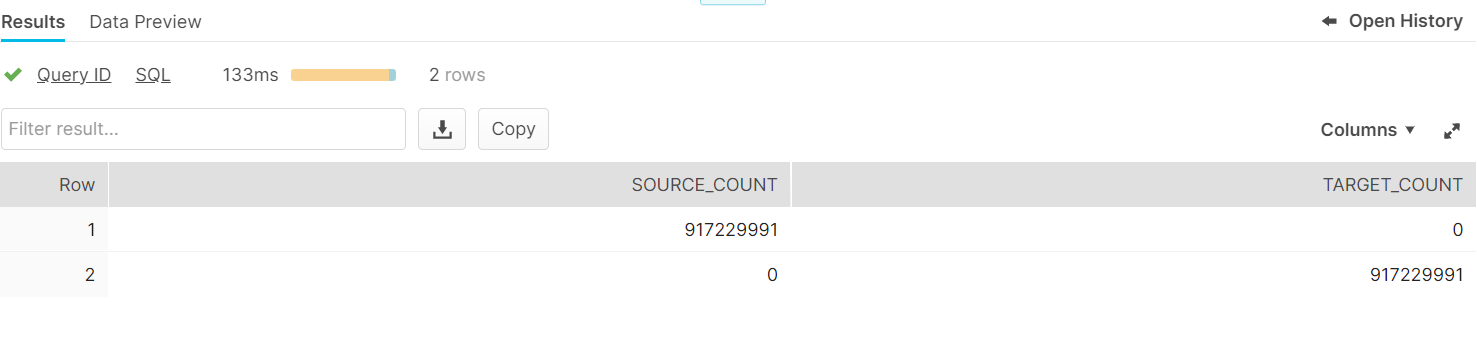 Results Data Preview Open History
Query ID SQL 133ms 2 rows
Filter result... Copy Columns
Row SOURCE_COUNT TARGET_COUNT
1 917229991 0
2 0 917229991